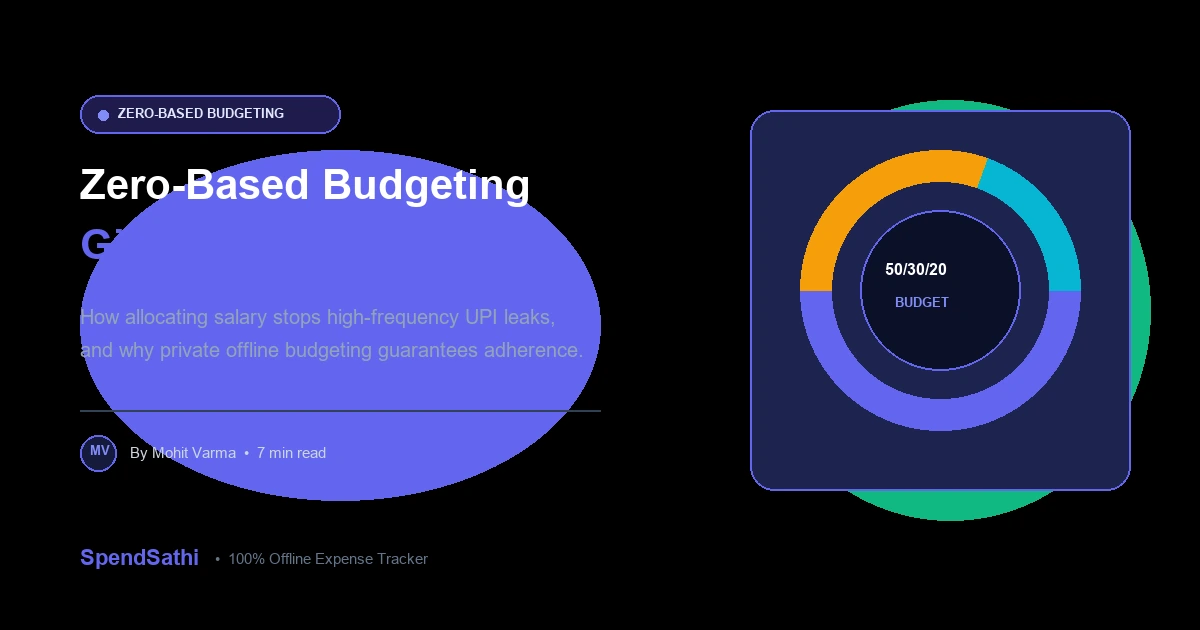 ZERO-BASED BUDGETING
Zero-Based Budgeting
How allocating salary stops high-frequency UPI leaks,
and why private offline budgeting guarantees adherence.
MV
By Mohit Varma • 7 min read
SpendSathi • 100% Offline Expense Tracker
50/30/20
BUDGET